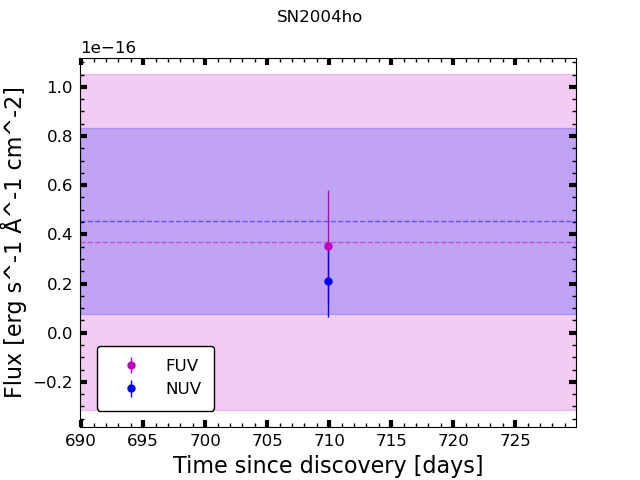 SN2004ho
1e−16
1.0
0.8
0.6
0.4
0.2
0.0
−0.2
Flux [erg s^-1 Å^-1 cm^-2]
FUV
NUV
690 695 700 705 710 715 720 725
Time since discovery [days]